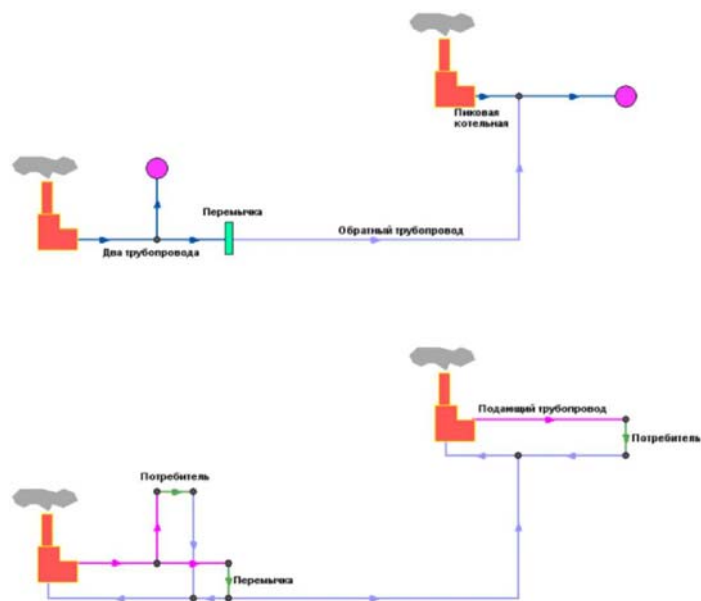 Пиковая
котельная
Перемычка
Обратный трубопровод
Два трубопровода
Подающий трубопровод
Потребитель
Потребитель
Перемычка